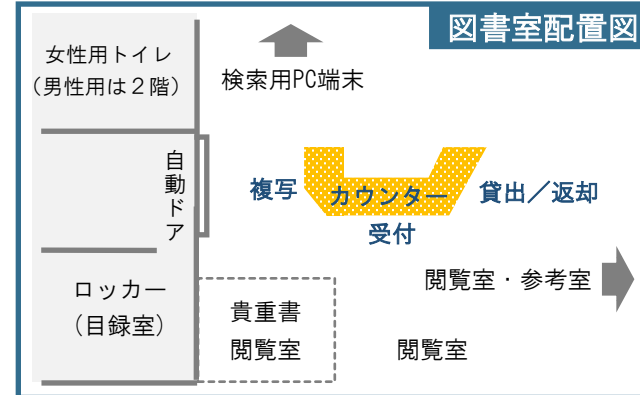 図書室配置図
女性用トイレ
（男性用は２階）
検索用PC端末
自動ドア
複写
カウンター
貸出／返却
受付
閲覧室・参考室
ロッカー
（目録室）
貴重書
閲覧室
閲覧室